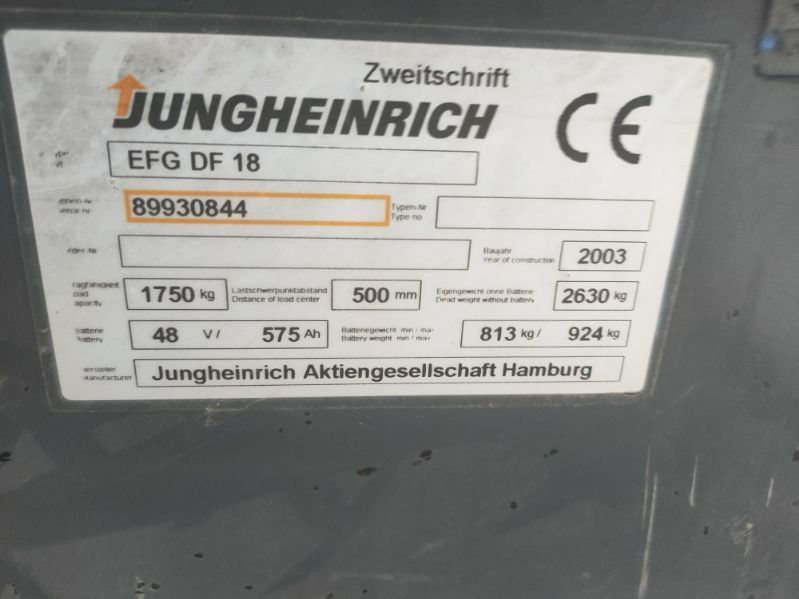 Zweitschrift
JUNGHEINRICH
CE
EFG DF 18
89930844
Typen-Nr
Type no
Baujahr
Year of construction
2003
1750 kg
Lastschwerpunktabstand
Distance of load center
500 mm
Eigengewicht ohne Batterie
Dead weight without battery
2630 kg
48 V / 575 Ah
Batteriegewicht min / max
Battery weight min / max
813 kg / 924 kg
Jungheinrich Aktiengesellschaft Hamburg